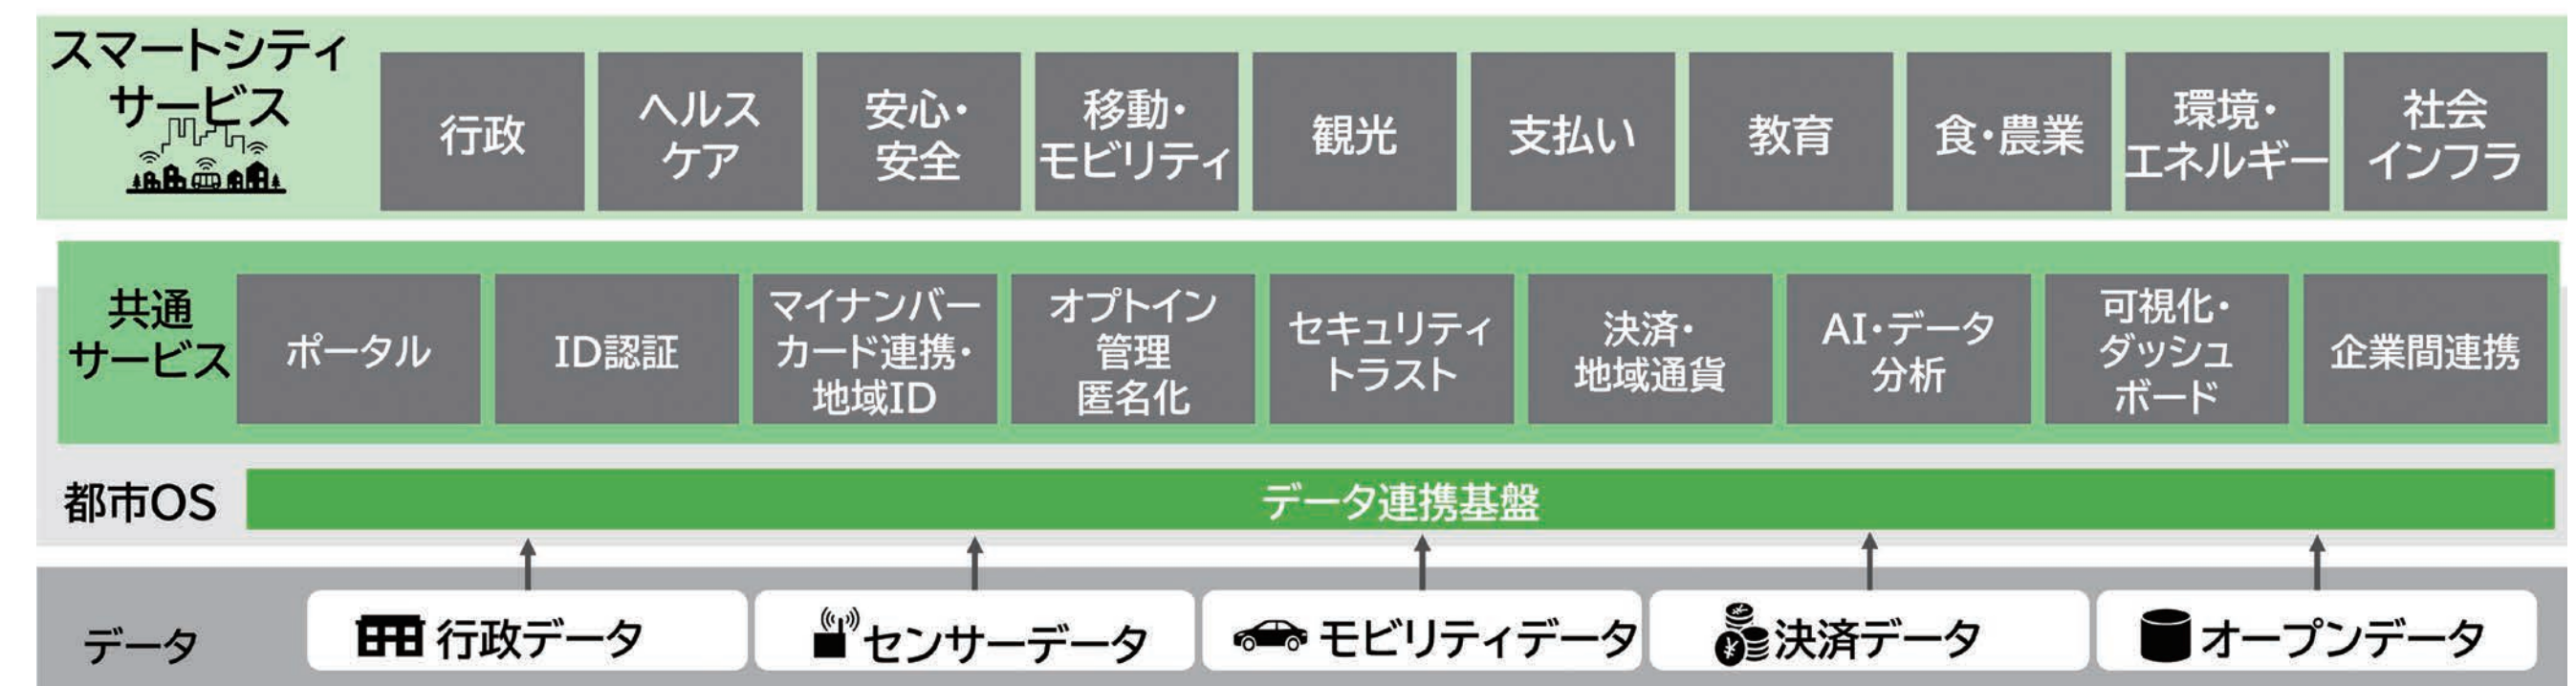 スマートシティ
サービス
行政
ヘルス
ケア
安心・
安全
移動・
モビリティ
観光
支払い
教育
食・農業
環境・
エネルギー
社会
インフラ
共通
サービス
ポータル
ID認証
マイナンバー
カード連携・
地域ID
オプトイン
管理
匿名化
セキュリティ
トラスト
決済・
地域通貨
AI・データ
分析
可視化・
ダッシュ
ボード
企業間連携
都市OS
データ連携基盤
データ
行政データ
センサーデータ
モビリティデータ
決済データ
オープンデータ